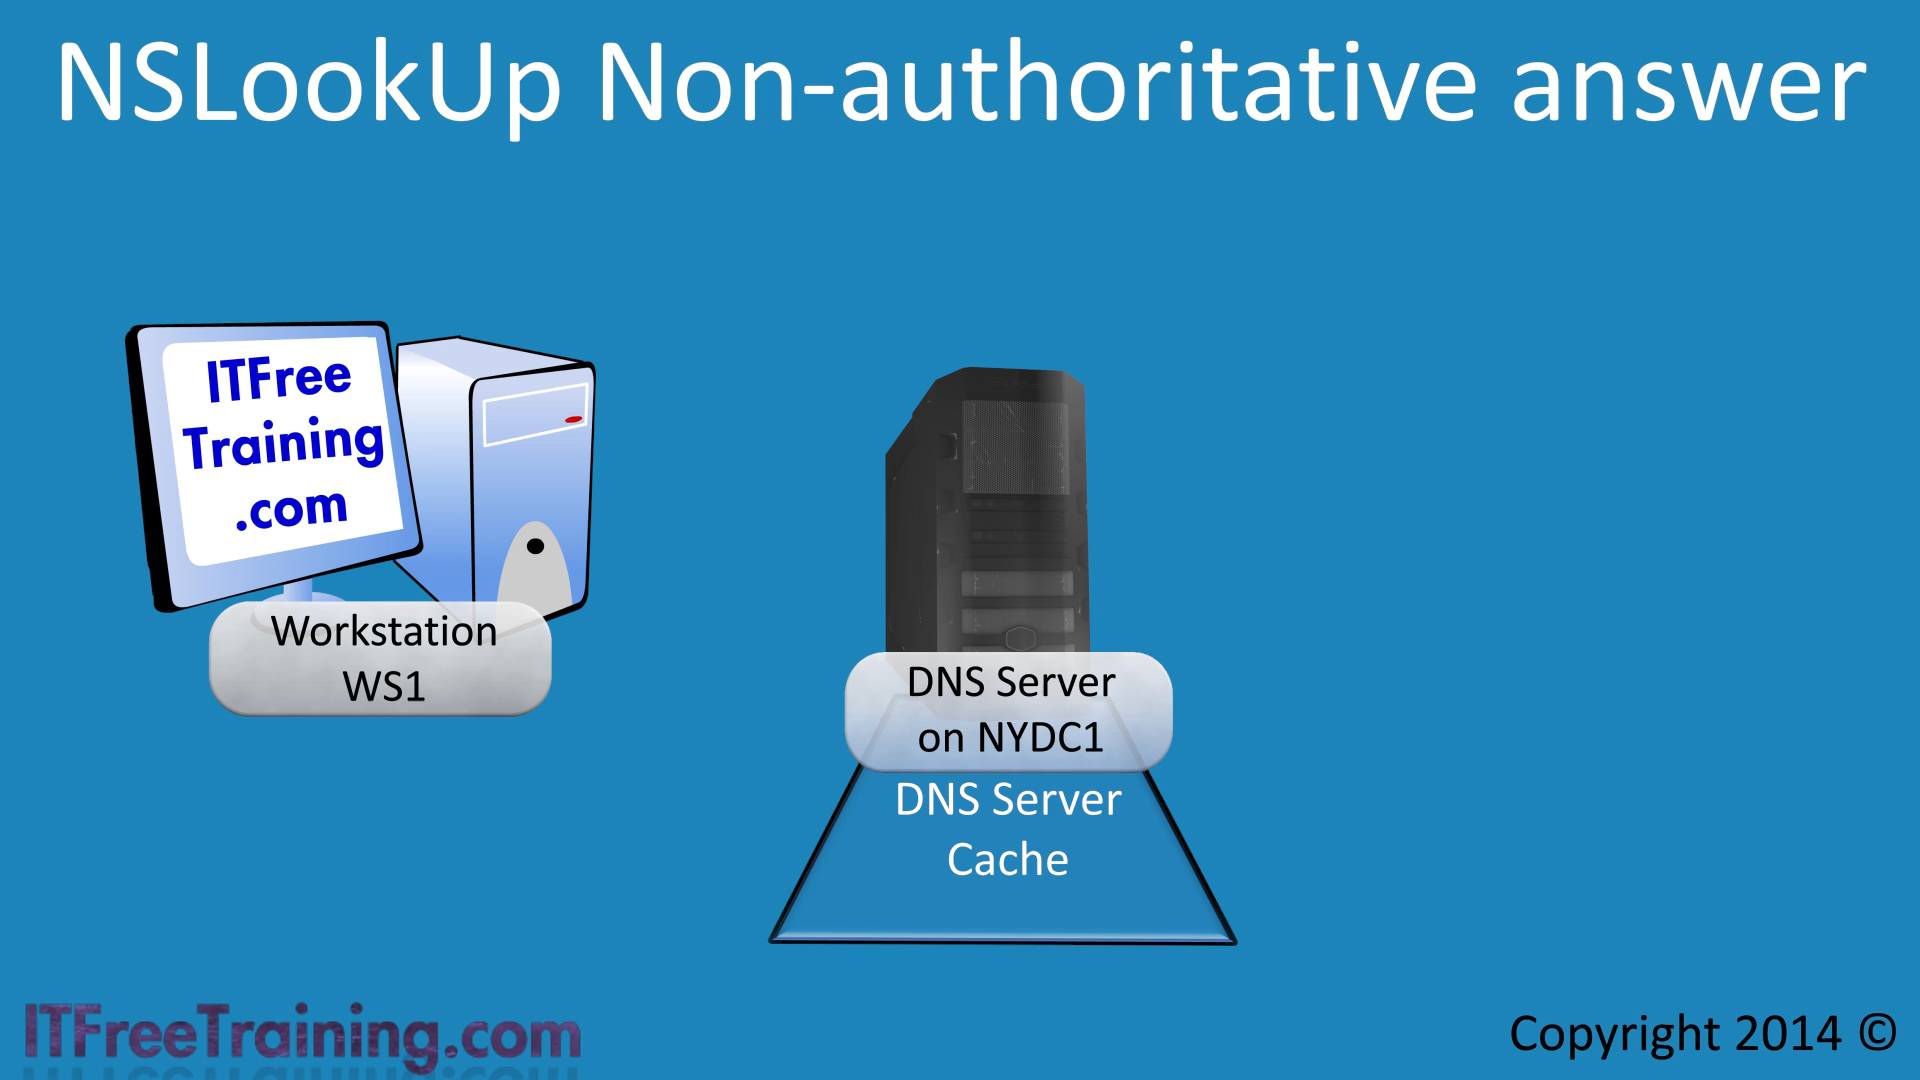 NSLookUp Non-authoritative answer
ITFree
Training
.com
Workstation
WS1
DNS Server
on NYDC1
DNS Server
Cache
ITFreeTraining.com
Copyright 2014 ©